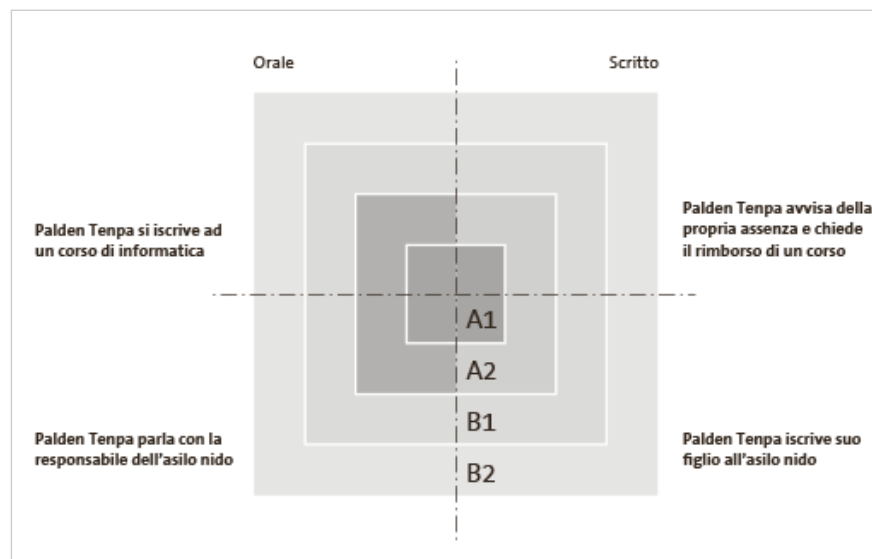 Orale
Scritto
Palden Tenpa si iscrive ad
un corso di informatica
Palden Tenpa avvisa della
propria assenza e chiede
il rimborso di un corso
A1
A2
B1
B2
Palden Tenpa parla con la
responsabile dell'asilo nido
Palden Tenpa iscrive suo
figlio all'asilo nido